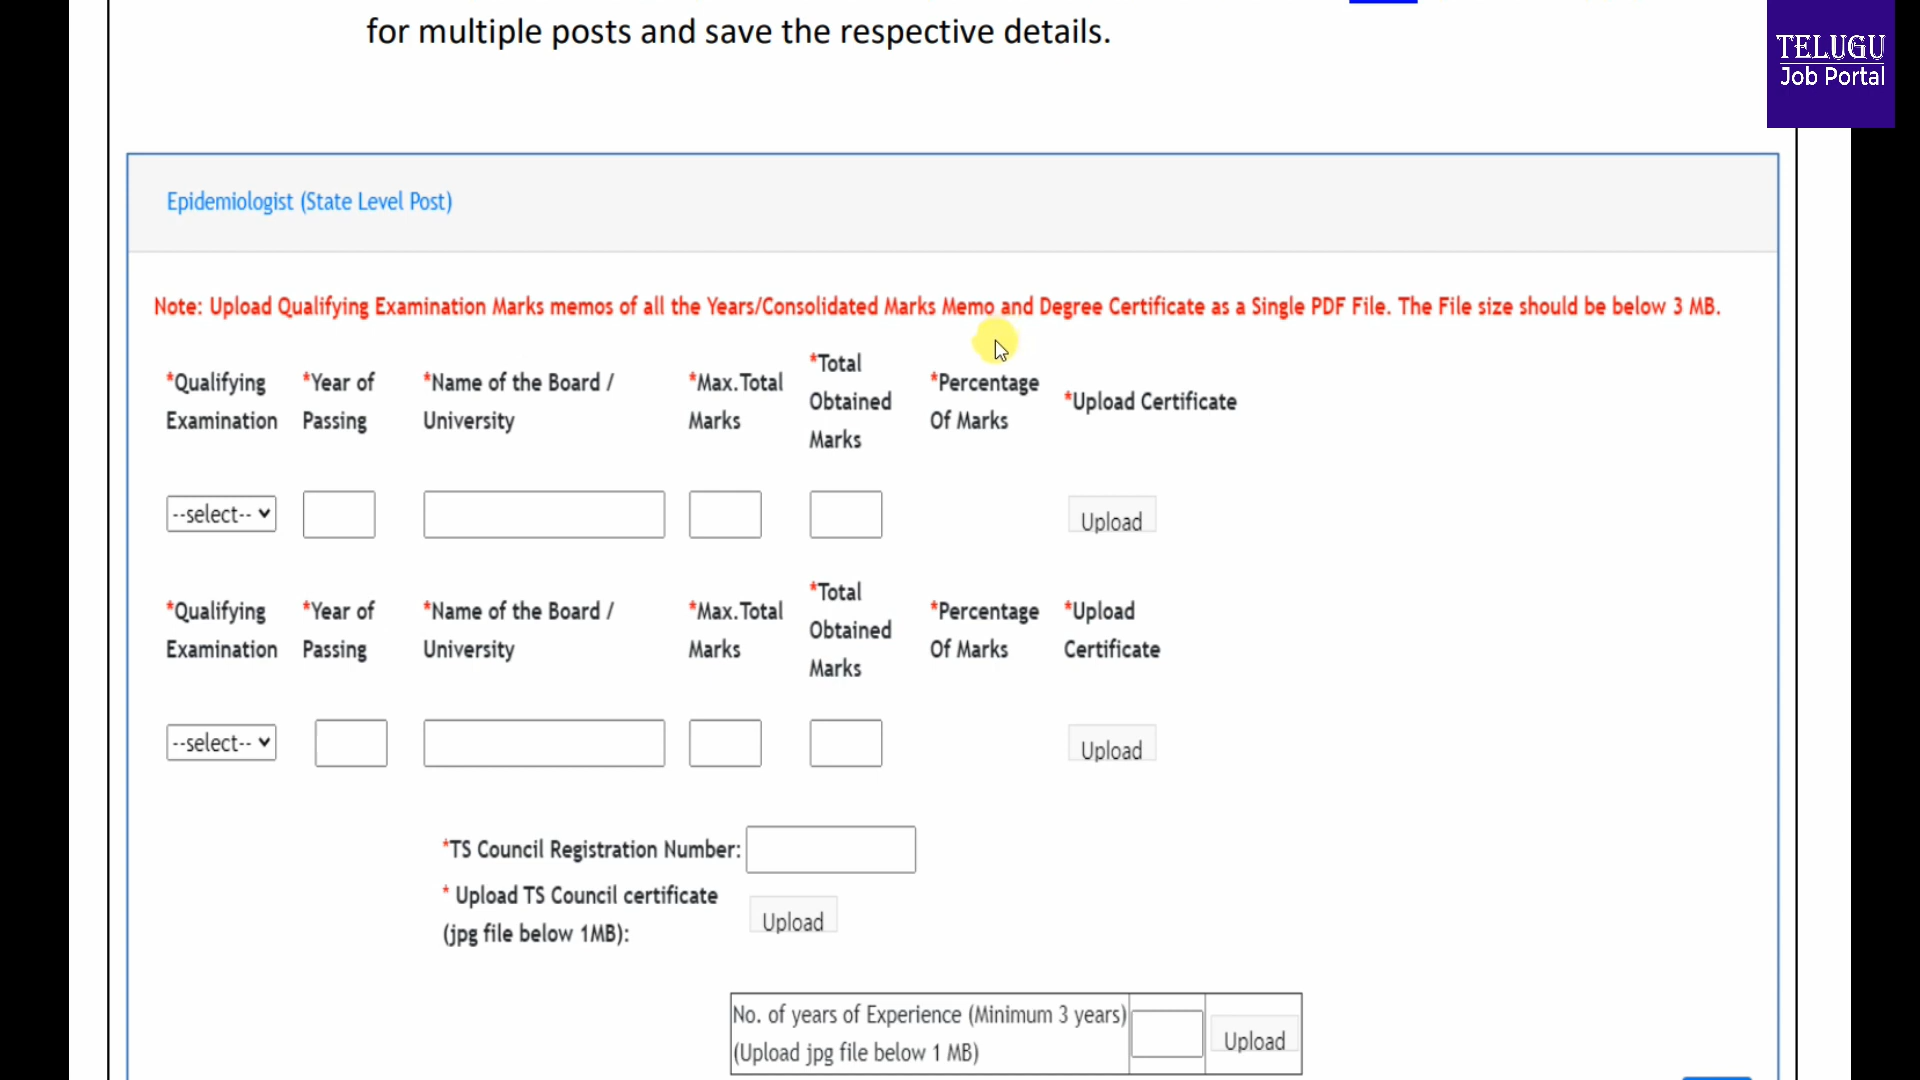 for multiple posts and save the respective details.
TELUGU
Job Portal
Epidemiologist (State Level Post)
Note: Upload Qualifying Examination Marks memos of all the Years/Consolidated Marks Memo and Degree Certificate as a Single PDF File. The File size should be below 3 MB.
*Qualifying Examination *Year of Passing *Name of the Board / University *Max.Total Marks *Total Obtained Marks *Percentage Of Marks *Upload Certificate
--select-- Upload
*Qualifying Examination *Year of Passing *Name of the Board / University *Max.Total Marks *Total Obtained Marks *Percentage Of Marks *Upload Certificate
--select-- Upload
*TS Council Registration Number:
* Upload TS Council certificate
(jpg file below 1MB): Upload
No. of years of Experience (Minimum 3 years)
(Upload jpg file below 1 MB) Upload